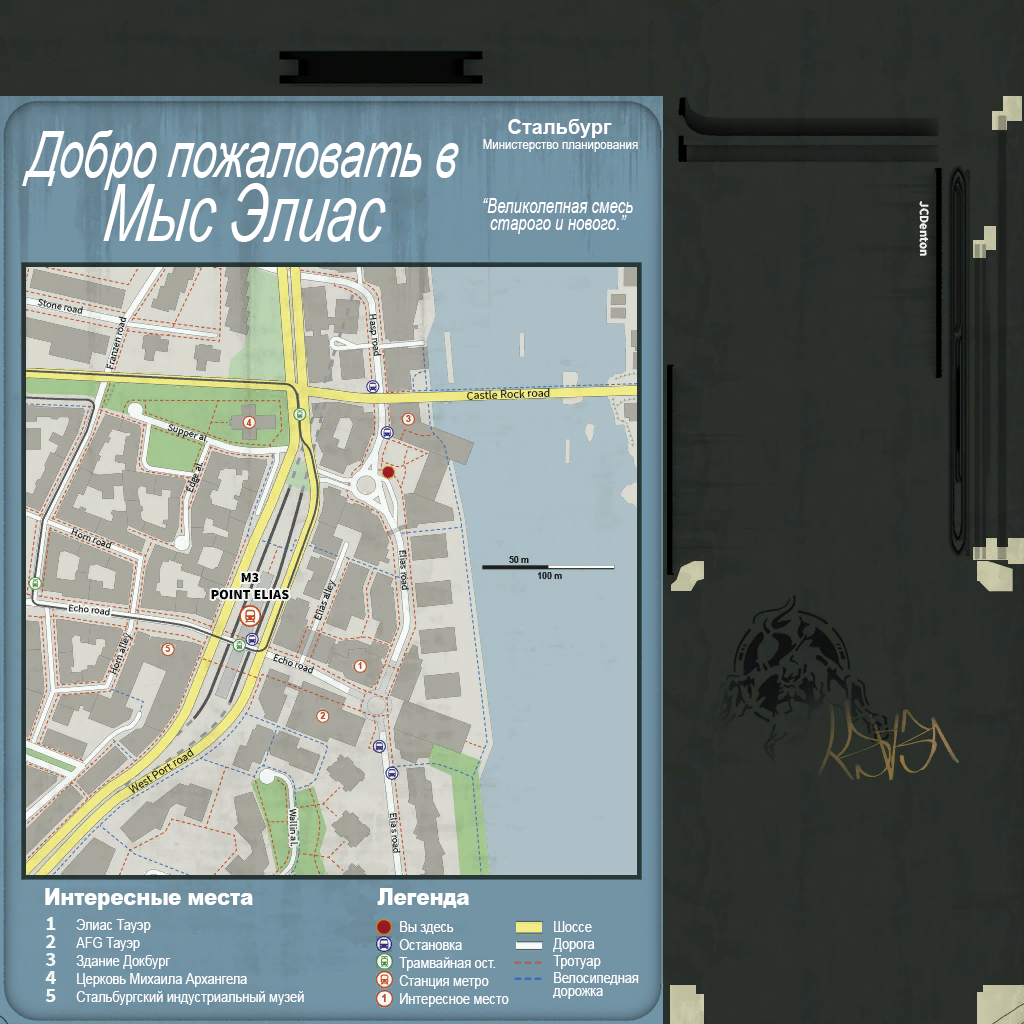 Добро пожаловать в
Мыс Элиас
Стальбург
Министерство планирования
“Великолепная смесь
старого и нового.”
JCDenton
Stone road
Franzen road
Hasp road
Castle Rock road
Supper al.
Edge al.
Horn road
Echo road
Horn alley
M3
POINT ELIAS
Elias alley
Elias road
Echo road
50 m
100 m
West Port road
Wallin al.
Elias road
3
4
5
1
2
Интересные места
1 Элиас Тауэр
2 AFG Тауэр
3 Здание Докбург
4 Церковь Михаила Архангела
5 Стальбургский индустриальный музей
Легенда
Вы здесь
Остановка
Трамвайная ост.
Станция метро
1 Интересное место
Шоссе
Дорога
Тротуар
Велосипедная
дорожка